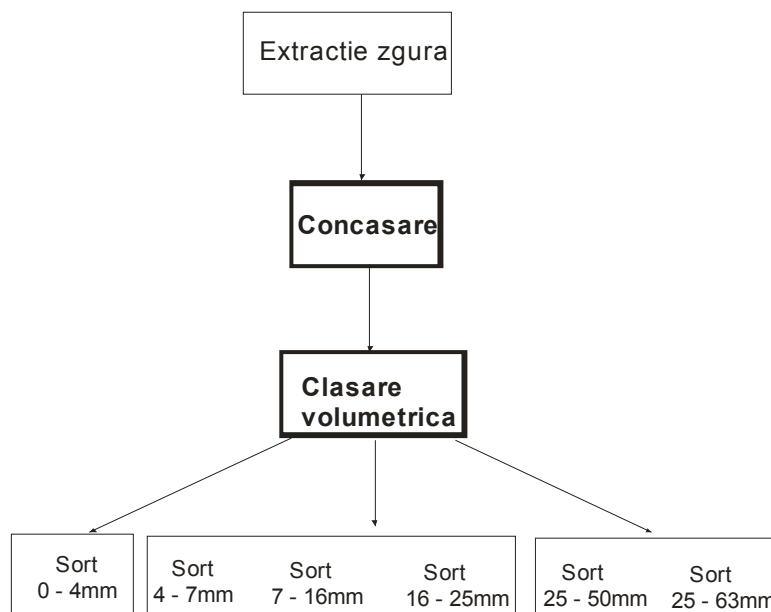 Extractie zgura
Concasare
Clasare
volumetrica
Sort
0 - 4mm
Sort
4 - 7mm
Sort
7 - 16mm
Sort
16 - 25mm
Sort
25 - 50mm
Sort
25 - 63mm